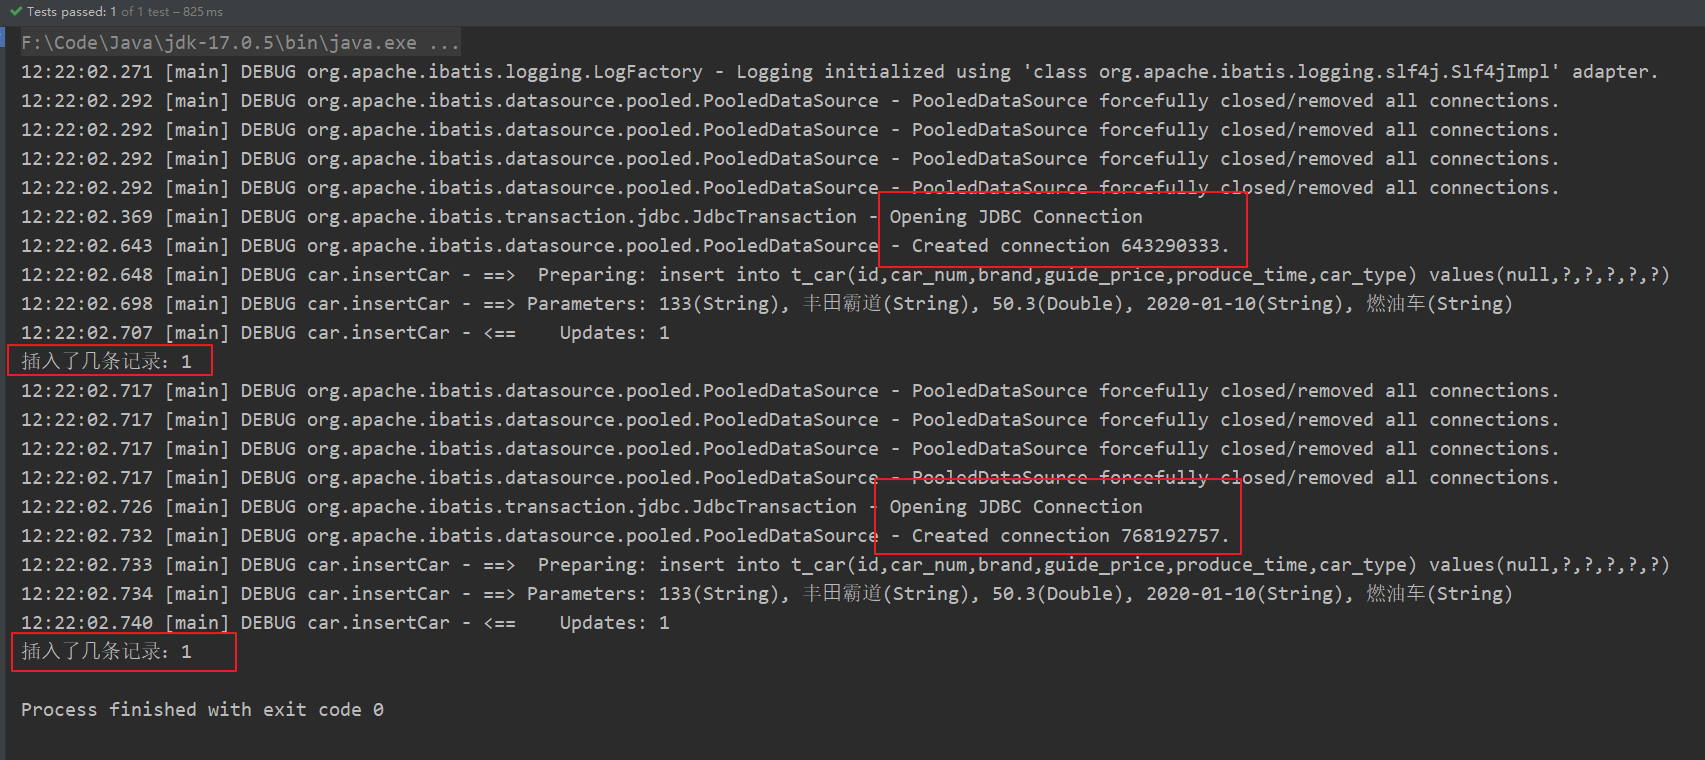 Tests passed: 1 of 1 test – 825 ms
F:\Code\Java\jdk-17.0.5\bin\java.exe ...
12:22:02.271 [main] DEBUG org.apache.ibatis.logging.LogFactory - Logging initialized using 'class org.apache.ibatis.logging.slf4j.Slf4jImpl' adapter.
12:22:02.292 [main] DEBUG org.apache.ibatis.datasource.pooled.PooledDataSource - PooledDataSource forcefully closed/removed all connections.
12:22:02.292 [main] DEBUG org.apache.ibatis.datasource.pooled.PooledDataSource - PooledDataSource forcefully closed/removed all connections.
12:22:02.292 [main] DEBUG org.apache.ibatis.datasource.pooled.PooledDataSource - PooledDataSource forcefully closed/removed all connections.
12:22:02.292 [main] DEBUG org.apache.ibatis.datasource.pooled.PooledDataSource - PooledDataSource forcefully closed/removed all connections.
12:22:02.369 [main] DEBUG org.apache.ibatis.transaction.jdbc.JdbcTransaction - Opening JDBC Connection
12:22:02.643 [main] DEBUG org.apache.ibatis.datasource.pooled.PooledDataSource - Created connection 643290333.
12:22:02.648 [main] DEBUG car.insertCar - ==>  Preparing: insert into t_car(id,car_num,brand,guide_price,produce_time,car_type) values(null,?,?,?,?,?)
12:22:02.698 [main] DEBUG car.insertCar - ==> Parameters: 133(String), 丰田霸道(String), 50.3(Double), 2020-01-10(String), 燃油车(String)
12:22:02.707 [main] DEBUG car.insertCar - <==    Updates: 1
插入了几条记录：1
12:22:02.717 [main] DEBUG org.apache.ibatis.datasource.pooled.PooledDataSource - PooledDataSource forcefully closed/removed all connections.
12:22:02.717 [main] DEBUG org.apache.ibatis.datasource.pooled.PooledDataSource - PooledDataSource forcefully closed/removed all connections.
12:22:02.717 [main] DEBUG org.apache.ibatis.datasource.pooled.PooledDataSource - PooledDataSource forcefully closed/removed all connections.
12:22:02.717 [main] DEBUG org.apache.ibatis.datasource.pooled.PooledDataSource - PooledDataSource forcefully closed/removed all connections.
12:22:02.726 [main] DEBUG org.apache.ibatis.transaction.jdbc.JdbcTransaction - Opening JDBC Connection
12:22:02.732 [main] DEBUG org.apache.ibatis.datasource.pooled.PooledDataSource - Created connection 768192757.
12:22:02.733 [main] DEBUG car.insertCar - ==>  Preparing: insert into t_car(id,car_num,brand,guide_price,produce_time,car_type) values(null,?,?,?,?,?)
12:22:02.734 [main] DEBUG car.insertCar - ==> Parameters: 133(String), 丰田霸道(String), 50.3(Double), 2020-01-10(String), 燃油车(String)
12:22:02.740 [main] DEBUG car.insertCar - <==    Updates: 1
插入了几条记录：1
Process finished with exit code 0